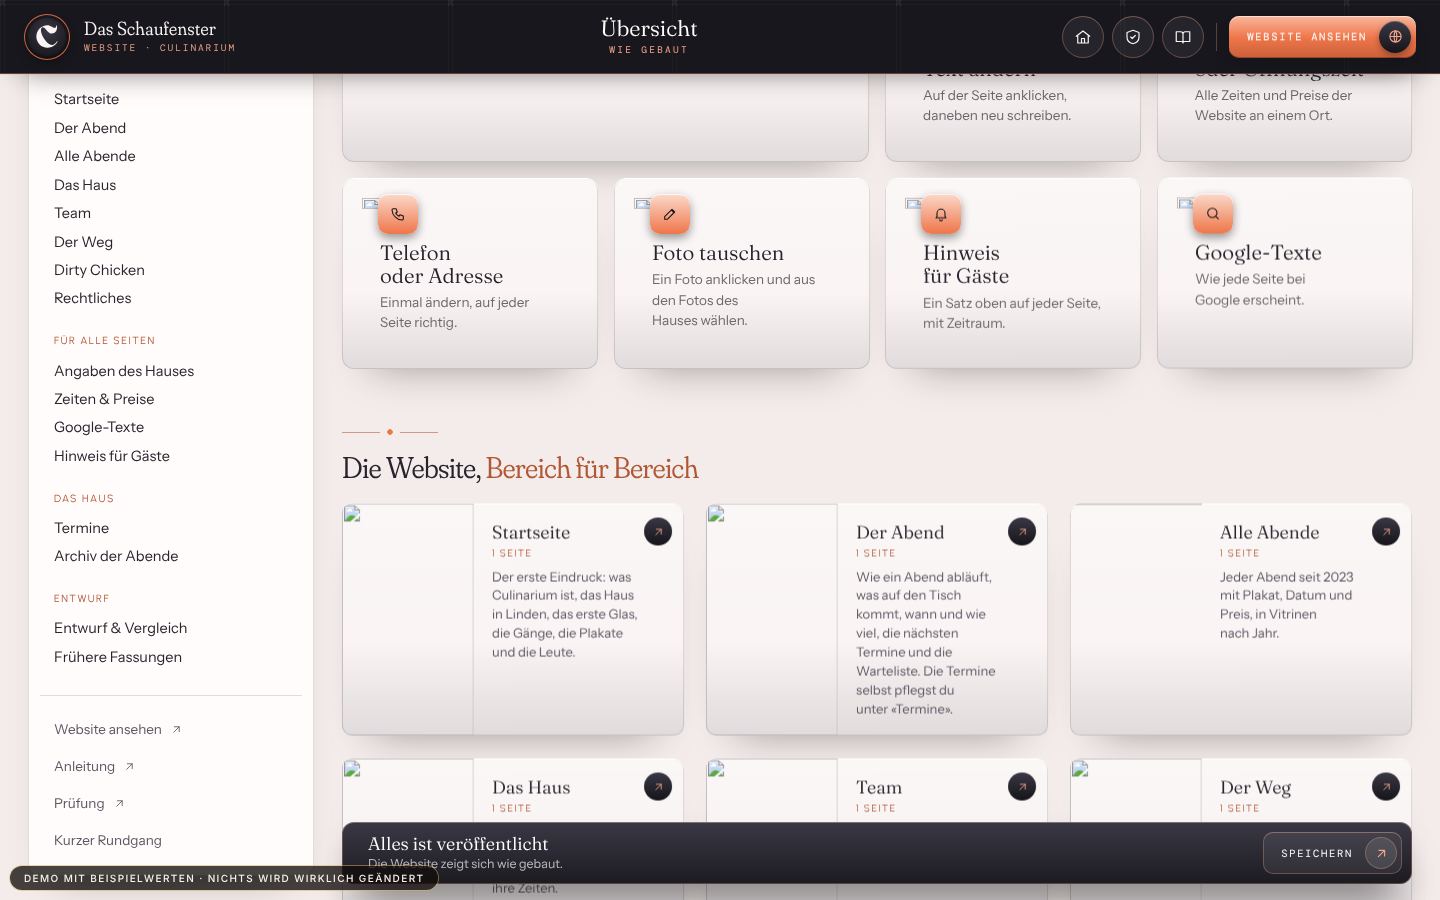 Das Schaufenster
WEBSITE · CULINARIUM
Übersicht
WIE GEBAUT
WEBSITE ANSEHEN
Startseite
Der Abend
Alle Abende
Das Haus
Team
Der Weg
Dirty Chicken
Rechtliches
FÜR ALLE SEITEN
Angaben des Hauses
Zeiten & Preise
Google-Texte
Hinweis für Gäste
DAS HAUS
Termine
Archiv der Abende
ENTWURF
Entwurf & Vergleich
Frühere Fassungen
Website ansehen
Anleitung
Prüfung
Kurzer Rundgang
DEMO MIT BEISPIELWERTEN · NICHTS WIRD WIRKLICH GEÄNDERT
Text ändern
Auf der Seite anklicken,
daneben neu schreiben.
oder Öffnungszeit
Alle Zeiten und Preise der
Website an einem Ort.
Telefon
oder Adresse
Einmal ändern, auf jeder
Seite richtig.
Foto tauschen
Ein Foto anklicken und aus
den Fotos des
Hauses wählen.
Hinweis
für Gäste
Ein Satz oben auf jeder Seite,
mit Zeitraum.
Google-Texte
Wie jede Seite bei
Google erscheint.
Die Website, Bereich für Bereich
Startseite
1 SEITE
Der erste Eindruck: was
Culinarium ist, das Haus
in Linden, das erste Glas,
die Gänge, die Plakate
und die Leute.
Der Abend
1 SEITE
Wie ein Abend abläuft,
was auf den Tisch
kommt, wann und wie
viel, die nächsten
Termine und die
Warteliste. Die Termine
selbst pflegst du
unter «Termine».
Alle Abende
1 SEITE
Jeder Abend seit 2023
mit Plakat, Datum und
Preis, in Vitrinen
nach Jahr.
Das Haus
1 SEITE
Team
1 SEITE
Der Weg
1 SEITE
Alles ist veröffentlicht
Die Website zeigt sich wie gebaut.
SPEICHERN
ihre Zeiten.